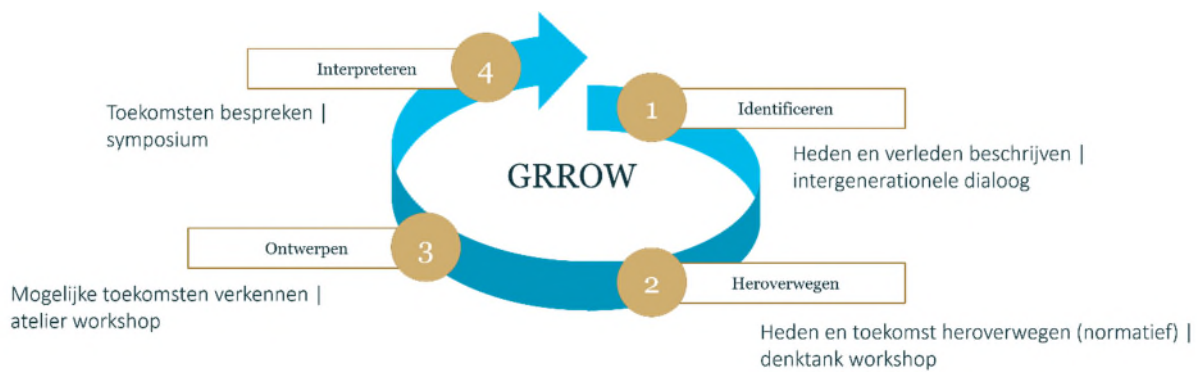 GRROW
1
Identificeren
Heden en verleden beschrijven |
intergenerationele dialoog
2
Heroverwegen
Heden en toekomst heroverwegen (normatief) |
denktank workshop
3
Ontwerpen
Mogelijke toekomsten verkennen |
atelier workshop
4
Interpreteren
Toekomsten bespreken |
symposium